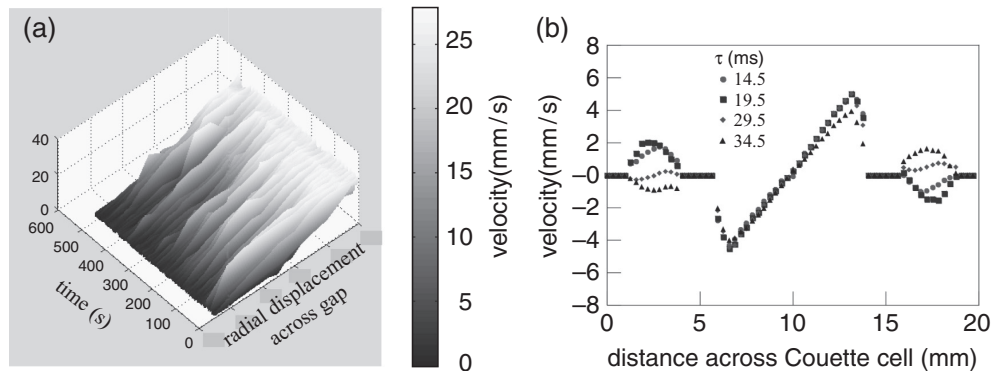 (a)
40
20
0
600
500
400
300
200
100
0
time (s)
radial displacement
across gap
25
20
15
10
5
0
velocity(mm/s)
(b)
8
6
4
2
−0
−2
−4
−6
−8
velocity(mm/s)
τ (ms)
14.5
19.5
29.5
34.5
0 5 10 15 20
distance across Couette cell (mm)